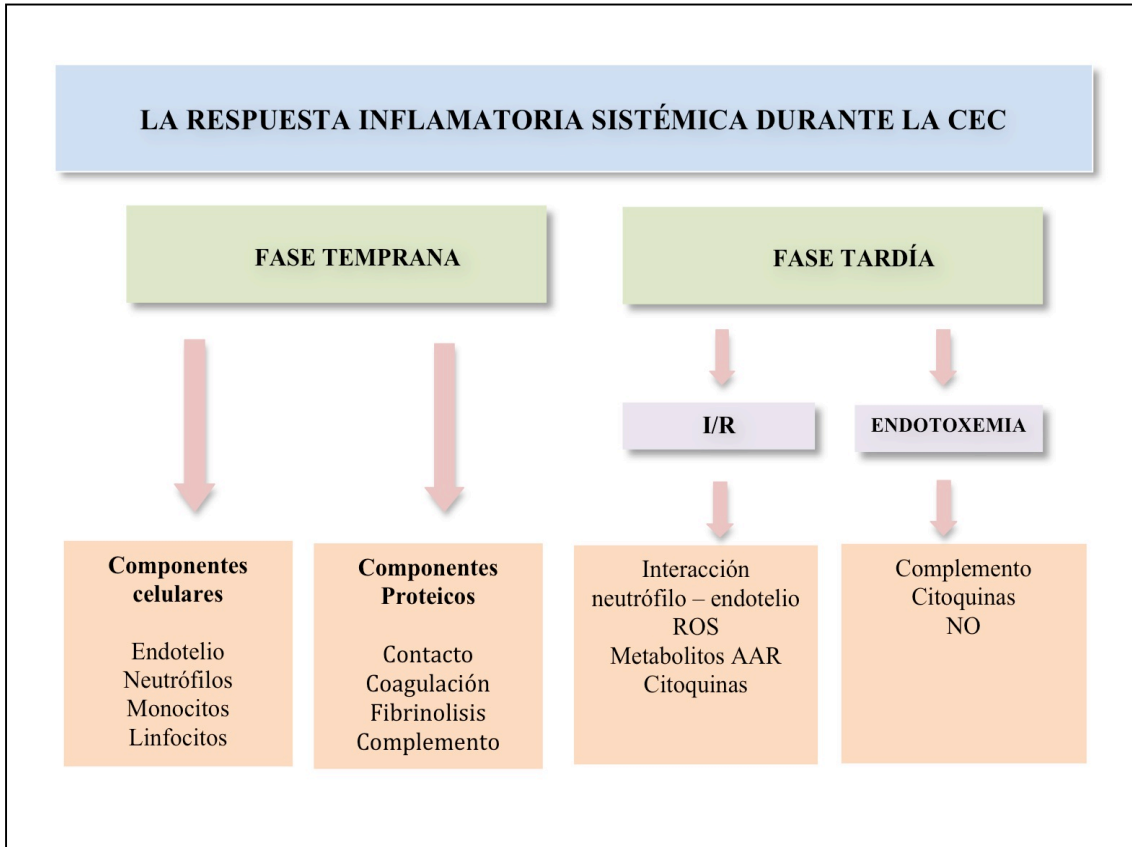 LA RESPUESTA INFLAMATORIA SISTÉMICA DURANTE LA CEC
FASE TEMPRANA
FASE TARDÍA
I/R
ENDOTOXEMIA
Componentes
celulares
Endotelio
Neutrófilos
Monocitos
Linfocitos
Componentes
Proteicos
Contacto
Coagulación
Fibrinolisis
Complemento
Interacción
neutrófilo – endotelio
ROS
Metabolitos AAR
Citoquinas
Complemento
Citoquinas
NO